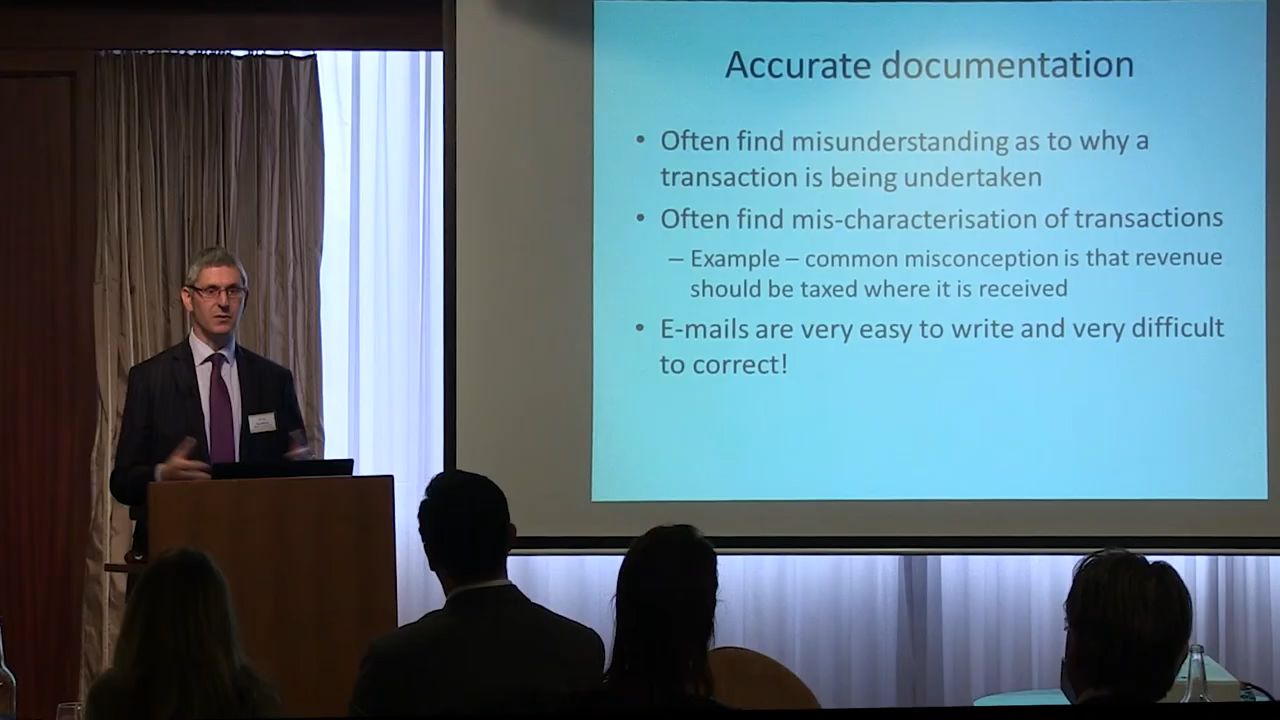 Accurate documentation
• Often find misunderstanding as to why a
transaction is being undertaken
• Often find mis-characterisation of transactions
– Example – common misconception is that revenue
should be taxed where it is received
• E-mails are very easy to write and very difficult
to correct!